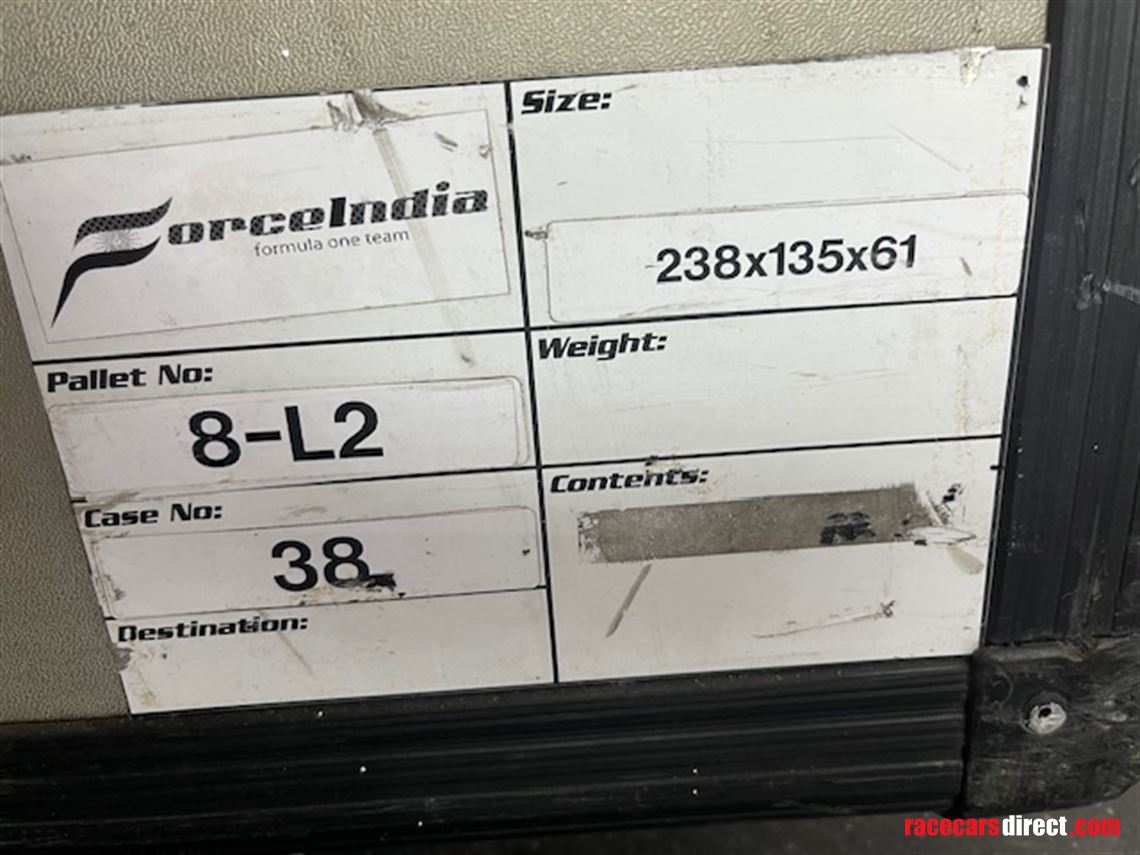 ForceIndia
formula one team
Size:
238x135x61
Pallet No:
8-L2
Weight:
Case No:
38
Contents:
Destination:
racecarsdirect.com